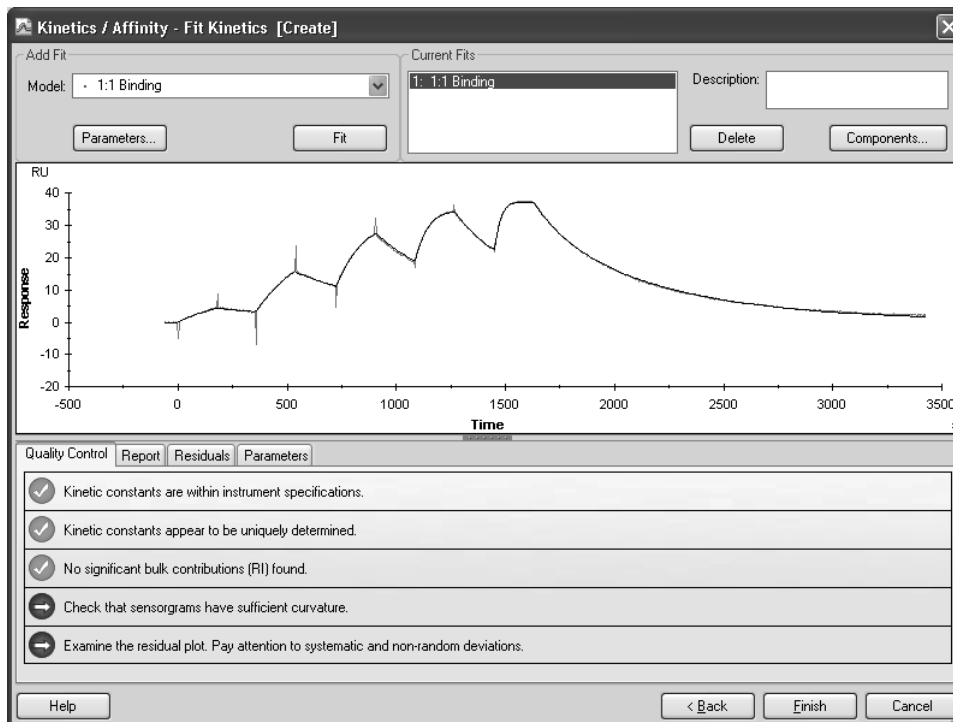 Kinetics / Affinity - Fit Kinetics [Create]
Add Fit
Model: 1:1 Binding
Parameters...
Fit
Current Fits
1: 1:1 Binding
Description:
Delete
Components...
RU
40
30
20
10
0
-10
-20
Response
-500 0 500 1000 1500 2000 2500 3000 3500
Time
s
Quality Control Report Residuals Parameters
Kinetic constants are within instrument specifications.
Kinetic constants appear to be uniquely determined.
No significant bulk contributions (RI) found.
Check that sensorgrams have sufficient curvature.
Examine the residual plot. Pay attention to systematic and non-random deviations.
Help
< Back
Finish
Cancel